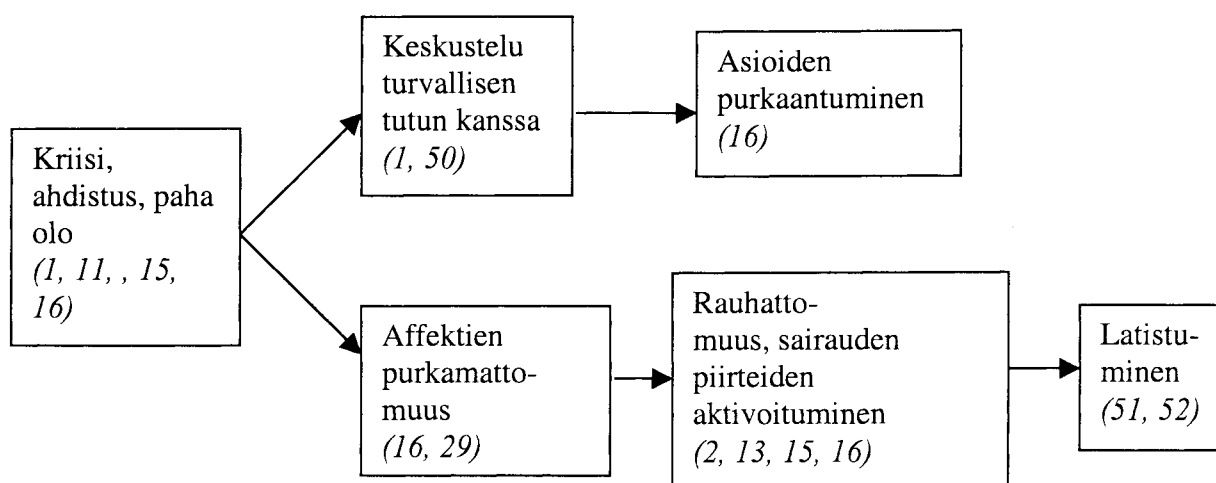 Kriisi,
ahdistus, paha
olo
(1, 11, , 15,
16)
Keskustelu
turvallisen
tutun kanssa
(1, 50)
Asioiden
purkaantuminen
(16)
Affektien
purkamatto-
muus
(16, 29)
Rauhatto-
muus, sairauden
piirteiden
aktivoituminen
(2, 13, 15, 16)
Latistu-
minen
(51, 52)